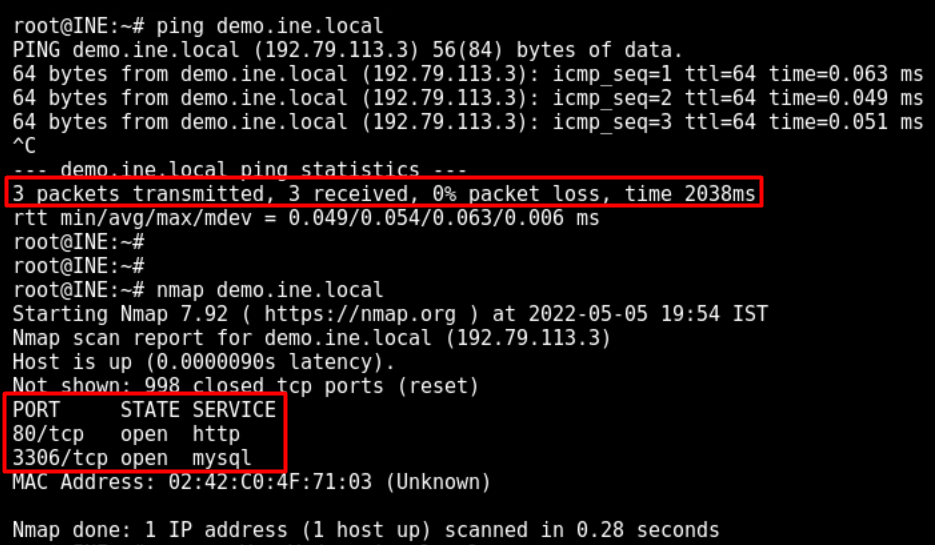 root@INE:~# ping demo.ine.local
PING demo.ine.local (192.79.113.3) 56(84) bytes of data.
64 bytes from demo.ine.local (192.79.113.3): icmp_seq=1 ttl=64 time=0.063 ms
64 bytes from demo.ine.local (192.79.113.3): icmp_seq=2 ttl=64 time=0.049 ms
64 bytes from demo.ine.local (192.79.113.3): icmp_seq=3 ttl=64 time=0.051 ms
^C
--- demo.ine.local ping statistics ---
3 packets transmitted, 3 received, 0% packet loss, time 2038ms
rtt min/avg/max/mdev = 0.049/0.054/0.063/0.006 ms
root@INE:~#
root@INE:~#
root@INE:~# nmap demo.ine.local
Starting Nmap 7.92 ( https://nmap.org ) at 2022-05-05 19:54 IST
Nmap scan report for demo.ine.local (192.79.113.3)
Host is up (0.0000090s latency).
Not shown: 998 closed tcp ports (reset)
PORT     STATE SERVICE
80/tcp   open  http
3306/tcp open  mysql
MAC Address: 02:42:C0:4F:71:03 (Unknown)
Nmap done: 1 IP address (1 host up) scanned in 0.28 seconds